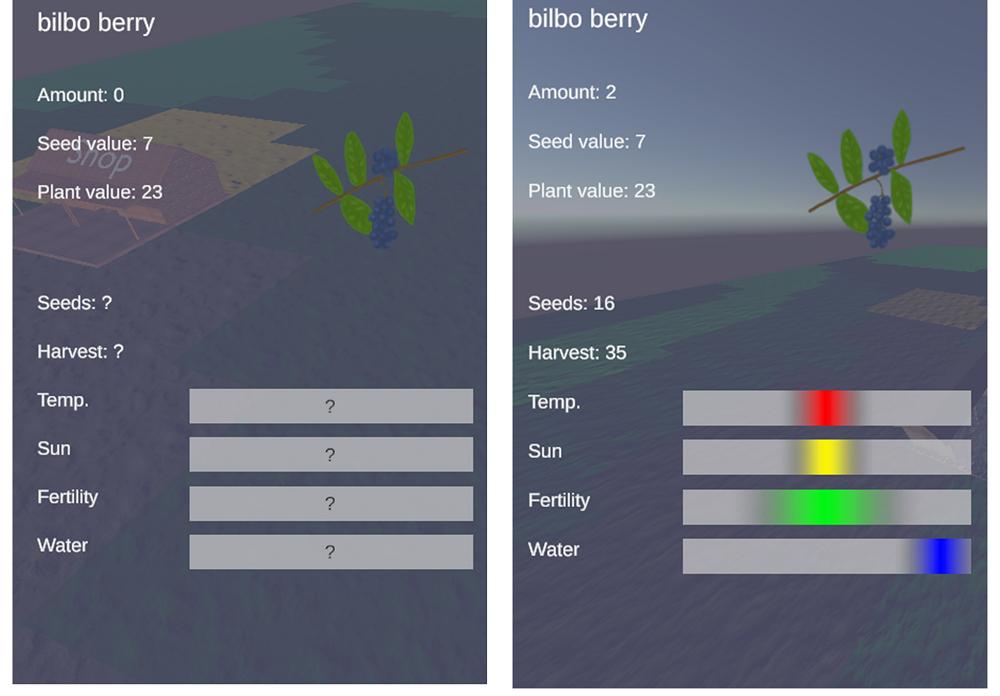 bilbo berry
Amount: 0
Seed value: 7
Shop
Plant value: 23
Seeds: ?
Harvest: ?
Temp. ?
Sun ?
Fertility ?
Water ?
bilbo berry
Amount: 2
Seed value: 7
Plant value: 23
Seeds: 16
Harvest: 35
Temp.
Sun
Fertility
Water